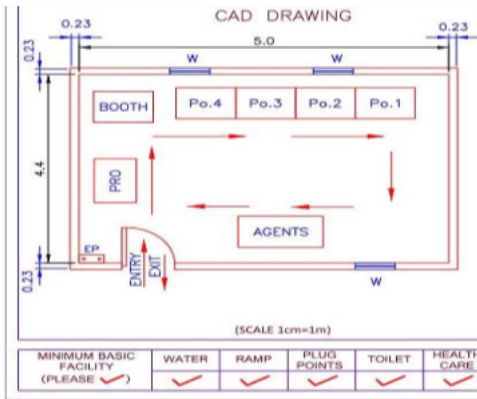 CAD DRAWING
0.23
5.0
0.23
0.23
W
W
BOOTH
Po.4
Po.3
Po.2
Po.1
4.4
PRO
AGENTS
EP
ENTRY
EXIT
0.23
W
(SCALE 1cm=1m)
MINIMUM BASIC
FACILITY
(PLEASE ✓)
WATER
RAMP
PLUG
POINTS
TOILET
HEALTH
CARE